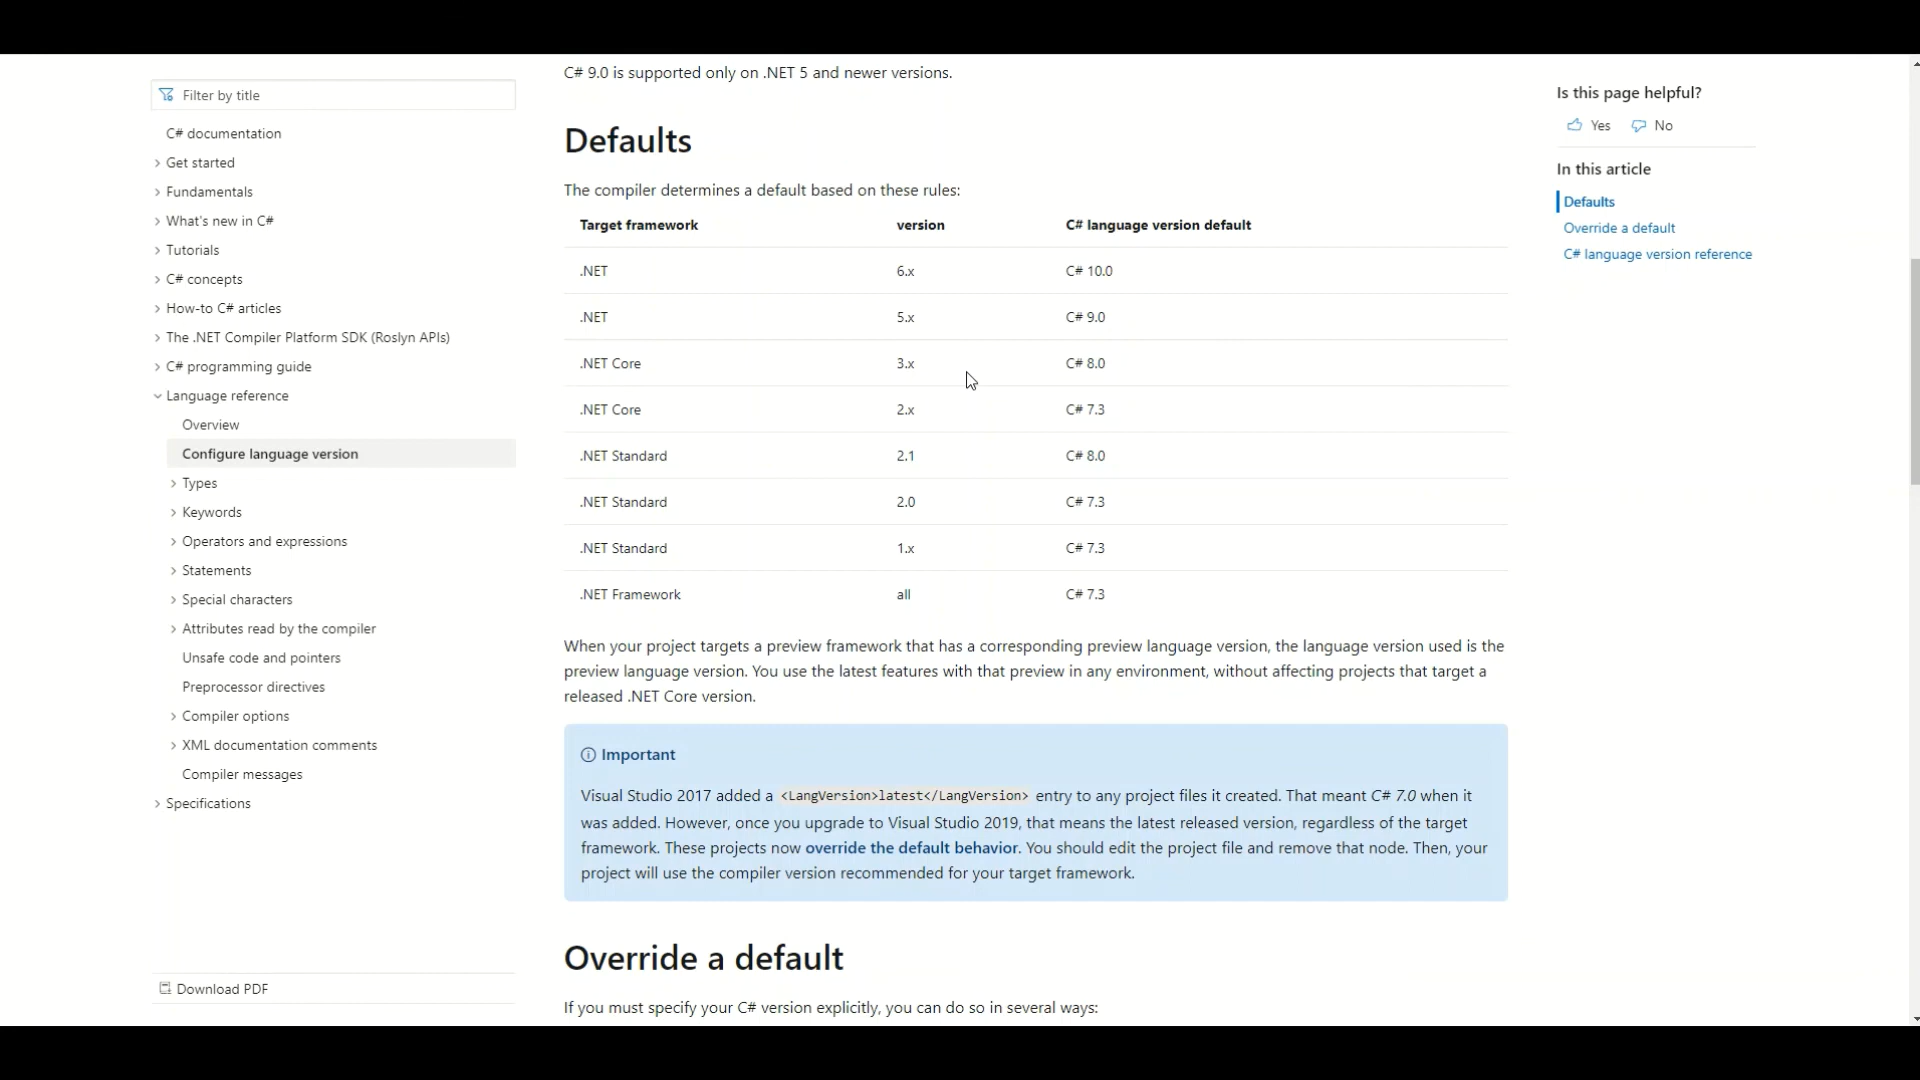 Filter by title
C# documentation
Get started
Fundamentals
What's new in C#
Tutorials
C# concepts
How-to C# articles
The .NET Compiler Platform SDK (Roslyn APIs)
C# programming guide
Language reference
Overview
Configure language version
Types
Keywords
Operators and expressions
Statements
Special characters
Attributes read by the compiler
Unsafe code and pointers
Preprocessor directives
Compiler options
XML documentation comments
Compiler messages
Specifications
Download PDF
C# 9.0 is supported only on .NET 5 and newer versions.
Defaults
The compiler determines a default based on these rules:
Target framework version C# language version default
.NET 6.x C# 10.0
.NET 5.x C# 9.0
.NET Core 3.x C# 8.0
.NET Core 2.x C# 7.3
.NET Standard 2.1 C# 8.0
.NET Standard 2.0 C# 7.3
.NET Standard 1.x C# 7.3
.NET Framework all C# 7.3
When your project targets a preview framework that has a corresponding preview language version, the language version used is the
preview language version. You use the latest features with that preview in any environment, without affecting projects that target a
released .NET Core version.
Important
Visual Studio 2017 added a <LangVersion>latest</LangVersion> entry to any project files it created. That meant C# 7.0 when it
was added. However, once you upgrade to Visual Studio 2019, that means the latest released version, regardless of the target
framework. These projects now override the default behavior. You should edit the project file and remove that node. Then, your
project will use the compiler version recommended for your target framework.
Override a default
If you must specify your C# version explicitly, you can do so in several ways:
Is this page helpful?
Yes No
In this article
Defaults
Override a default
C# language version reference